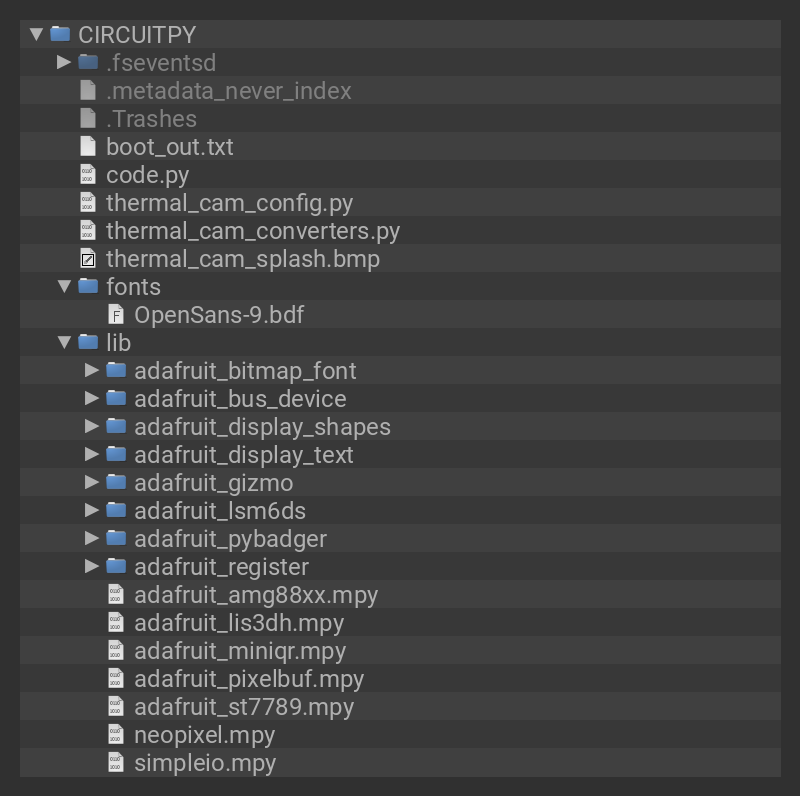 CIRCUITPY
.fseventsd
.metadata_never_index
.Trashes
boot_out.txt
code.py
thermal_cam_config.py
thermal_cam_converters.py
thermal_cam_splash.bmp
fonts
OpenSans-9.bdf
lib
adafruit_bitmap_font
adafruit_bus_device
adafruit_display_shapes
adafruit_display_text
adafruit_gizmo
adafruit_lsm6ds
adafruit_pybadger
adafruit_register
adafruit_amg88xx.mpy
adafruit_lis3dh.mpy
adafruit_miniqr.mpy
adafruit_pixelbuf.mpy
adafruit_st7789.mpy
neopixel.mpy
simpleio.mpy